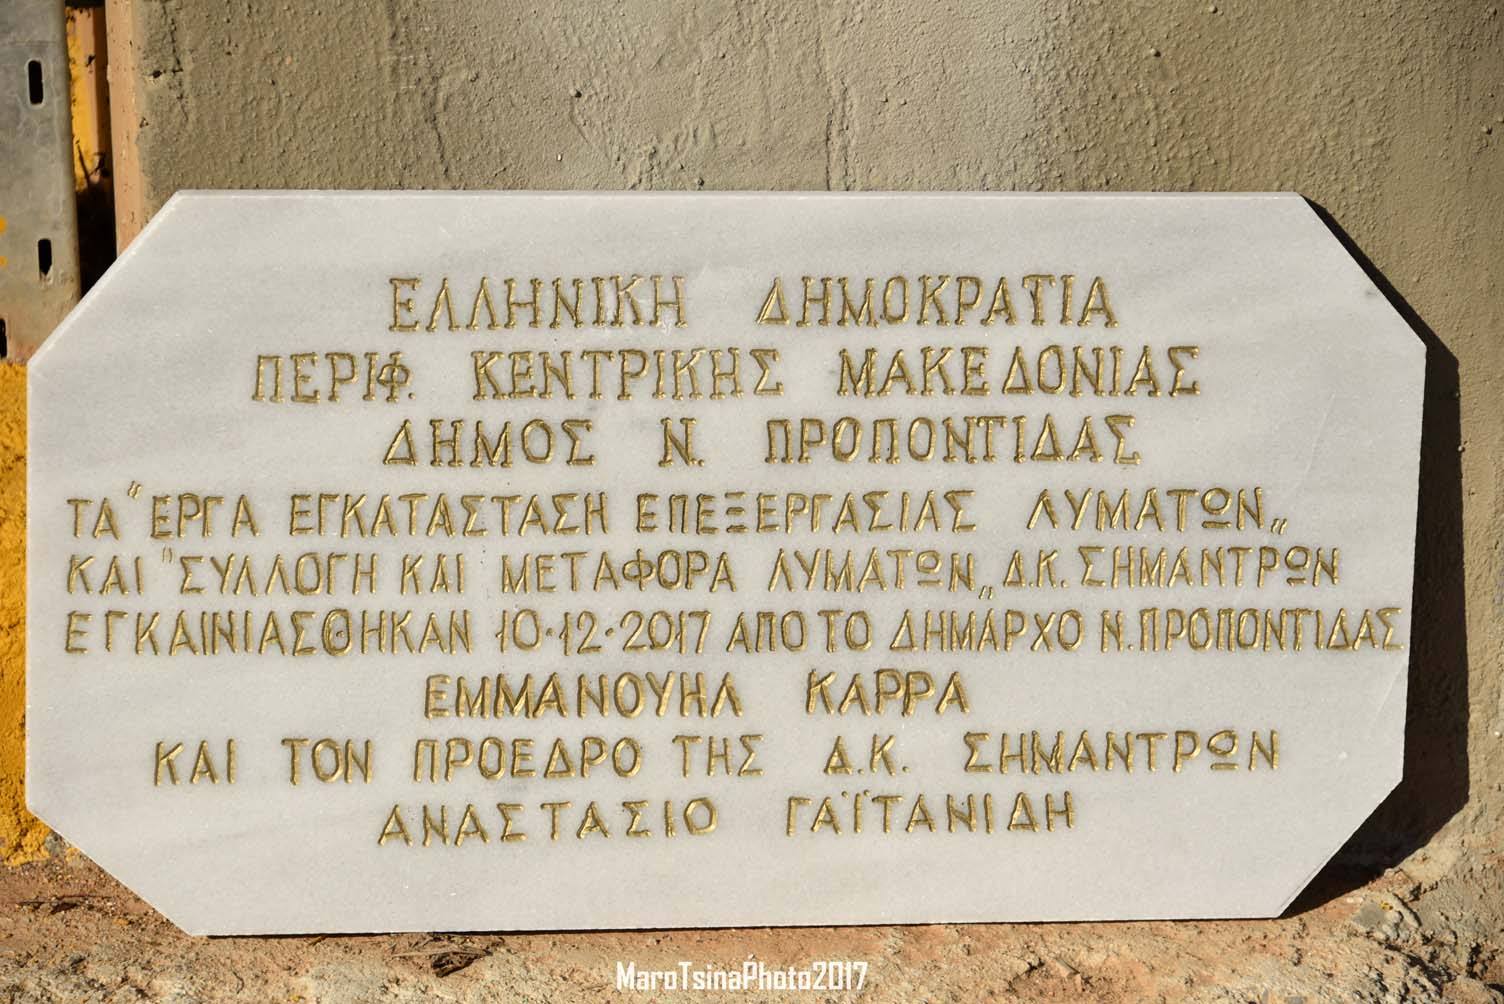 ΕΛΛΗΝΙΚΗ ΔΗΜΟΚΡΑΤΙΑ
ΠΕΡΙΦ. ΚΕΝΤΡΙΚΗΣ ΜΑΚΕΔΟΝΙΑΣ
ΔΗΜΟΣ Ν. ΠΡΟΠΟΝΤΙΔΑΣ
ΤΑ "ΕΡΓΑ ΕΓΚΑΤΑΣΤΑΣΗ ΕΠΕΞΕΡΓΑΣΙΑΣ ΛΥΜΑΤΩΝ„
ΚΑΙ "ΣΥΛΛΟΓΗ ΚΑΙ ΜΕΤΑΦΟΡΑ ΛΥΜΑΤΩΝ„ Δ.Κ. ΣΗΜΑΝΤΡΩΝ
ΕΓΚΑΙΝΙΑΣΘΗΚΑΝ 10·12·2017 ΑΠΟ ΤΟ ΔΗΜΑΡΧΟ Ν. ΠΡΟΠΟΝΤΙΔΑΣ
ΕΜΜΑΝΟΥΗΛ ΚΑΡΡΑ
ΚΑΙ ΤΟΝ ΠΡΟΕΔΡΟ ΤΗΣ Δ.Κ. ΣΗΜΑΝΤΡΩΝ
ΑΝΑΣΤΑΣΙΟ ΓΑΪΤΑΝΙΔΗ
MaroTsinaPhoto2017